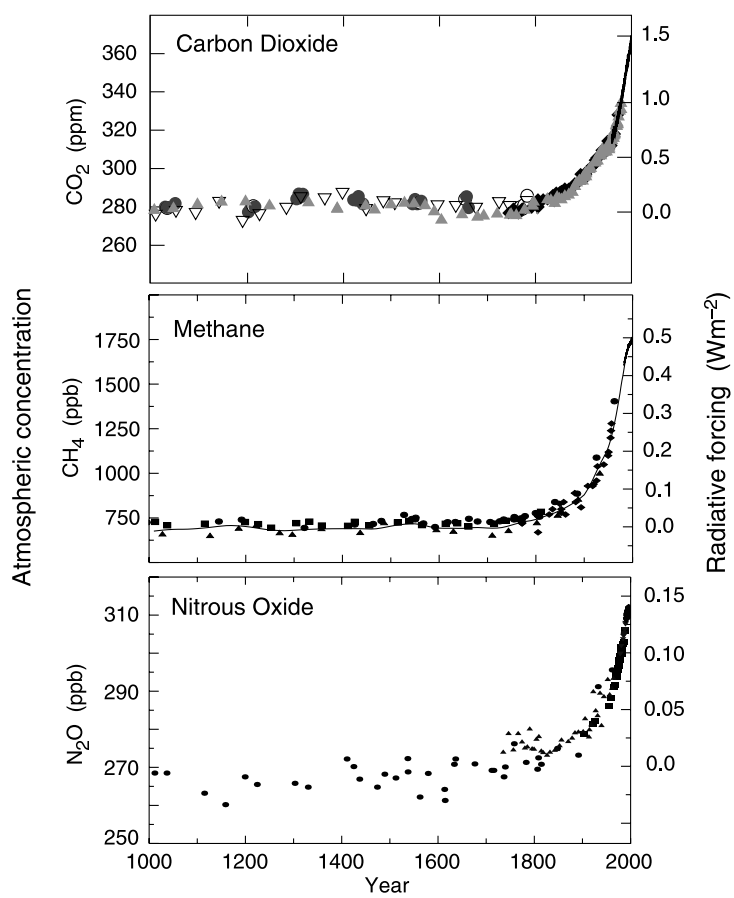 Atmospheric concentration
Radiative forcing (Wm−2)
Carbon Dioxide
CO2 (ppm)
360
340
320
300
280
260
1.5
1.0
0.5
0.0
Methane
CH4 (ppb)
1750
1500
1250
1000
750
0.5
0.4
0.3
0.2
0.1
0.0
Nitrous Oxide
N2O (ppb)
310
290
270
250
0.15
0.10
0.05
0.0
1000 1200 1400 1600 1800 2000
Year